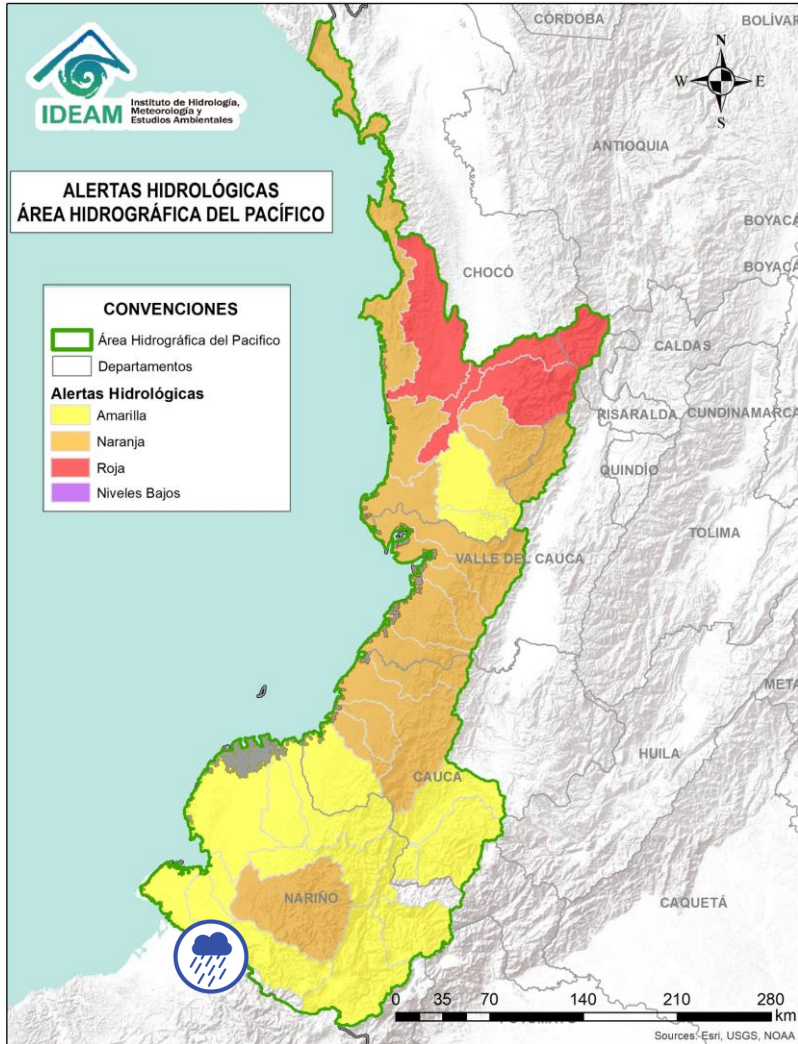 IDEAM
Instituto de Hidrología,
Meteorología y
Estudios Ambientales
CÓRDOBA
BOLÍVAR
N
W
E
S
ANTIOQUIA
ALERTAS HIDROLÓGICAS
ÁREA HIDROGRÁFICA DEL PACÍFICO
BOYACÁ
CHOCÓ
BOYACÁ
CONVENCIONES
Área Hidrográfica del Pacífico
Departamentos
Alertas Hidrológicas
Amarilla
Naranja
Roja
Niveles Bajos
CALDAS
RISARALDA
CUNDINAMARCA
QUINDÍO
TOLIMA
VALLE DEL CAUCA
META
HUILA
CAUCA
NARIÑO
CAQUETÁ
0 35 70 140 210 280
km
Sources: Esri, USGS, NOAA